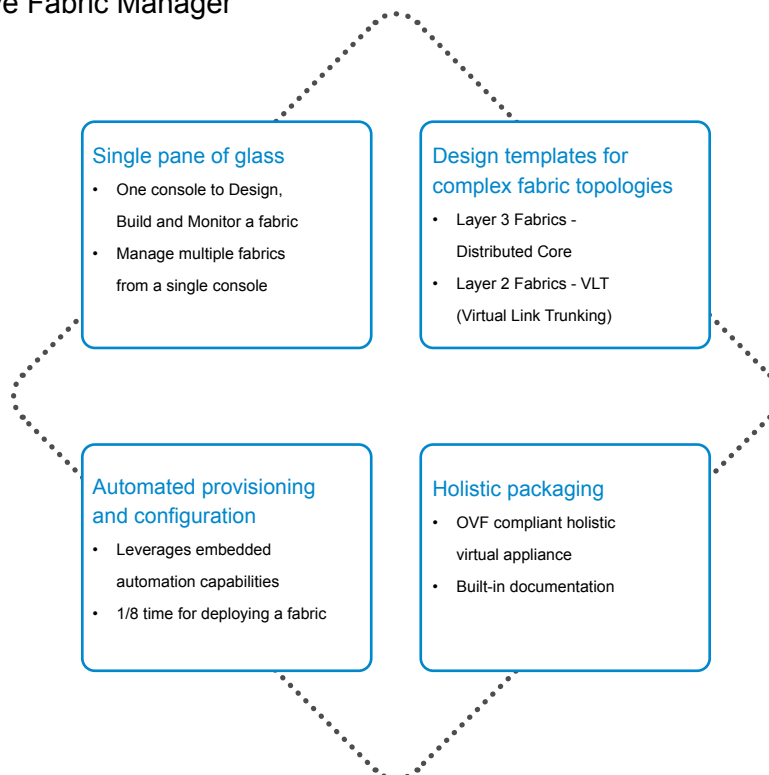 Fabric Manager
Single pane of glass
• One console to Design,
Build and Monitor a fabric
• Manage multiple fabrics
from a single console
Design templates for
complex fabric topologies
• Layer 3 Fabrics -
Distributed Core
• Layer 2 Fabrics - VLT
(Virtual Link Trunking)
Automated provisioning
and configuration
• Leverages embedded
automation capabilities
• 1/8 time for deploying a fabric
Holistic packaging
• OVF compliant holistic
virtual appliance
• Built-in documentation